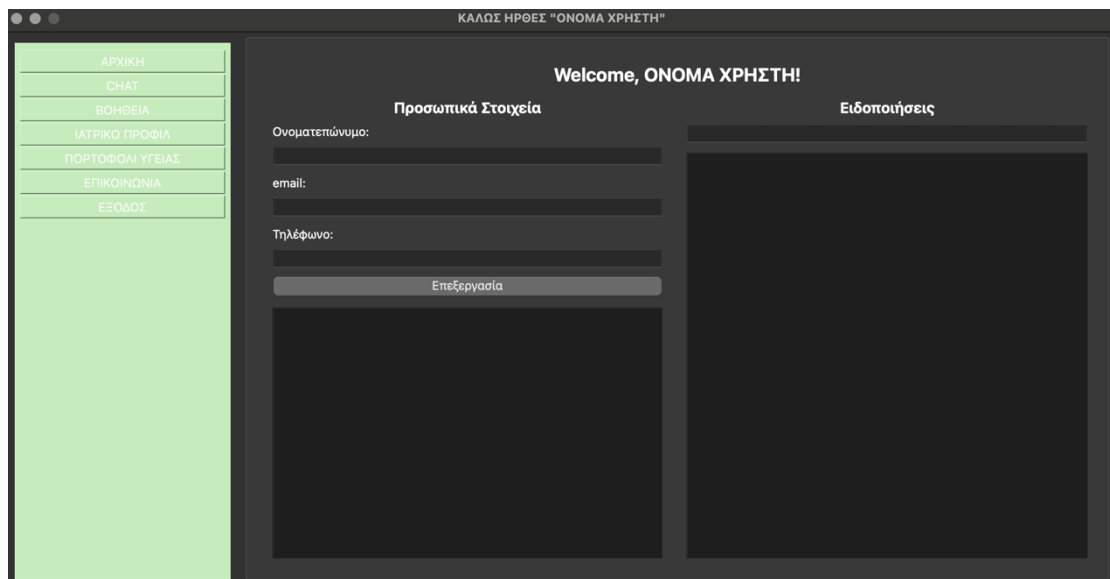 ΚΑΛΩΣ ΗΡΘΕΣ "ΟΝΟΜΑ ΧΡΗΣΤΗ"
ΑΡΧΙΚΗ
CHAT
ΒΟΗΘΕΙΑ
ΙΑΤΡΙΚΟ ΠΡΟΦΙΛ
ΠΟΡΤΟΦΟΛΙ ΥΓΕΙΑΣ
ΕΠΙΚΟΙΝΩΝΙΑ
ΕΞΟΔΟΣ
Welcome, ΟΝΟΜΑ ΧΡΗΣΤΗ!
Προσωπικά Στοιχεία
Ονοματεπώνυμο:
email:
Τηλέφωνο:
Επεξεργασία
Ειδοποιήσεις